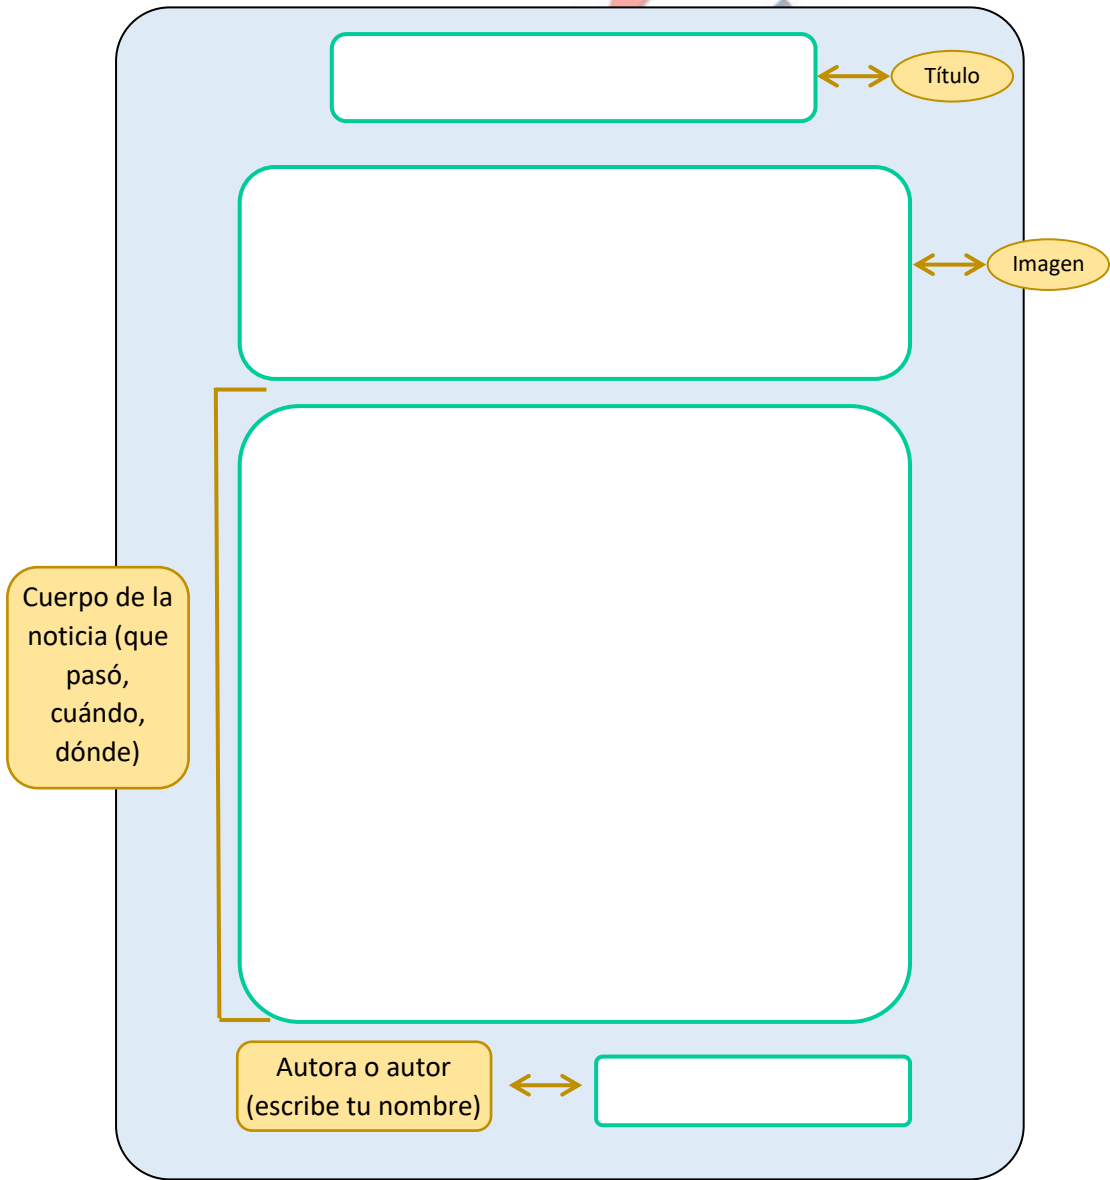 Título
Imagen
Cuerpo de la
noticia (que
pasó,
cuándo,
dónde)
Autora o autor
(escribe tu nombre)